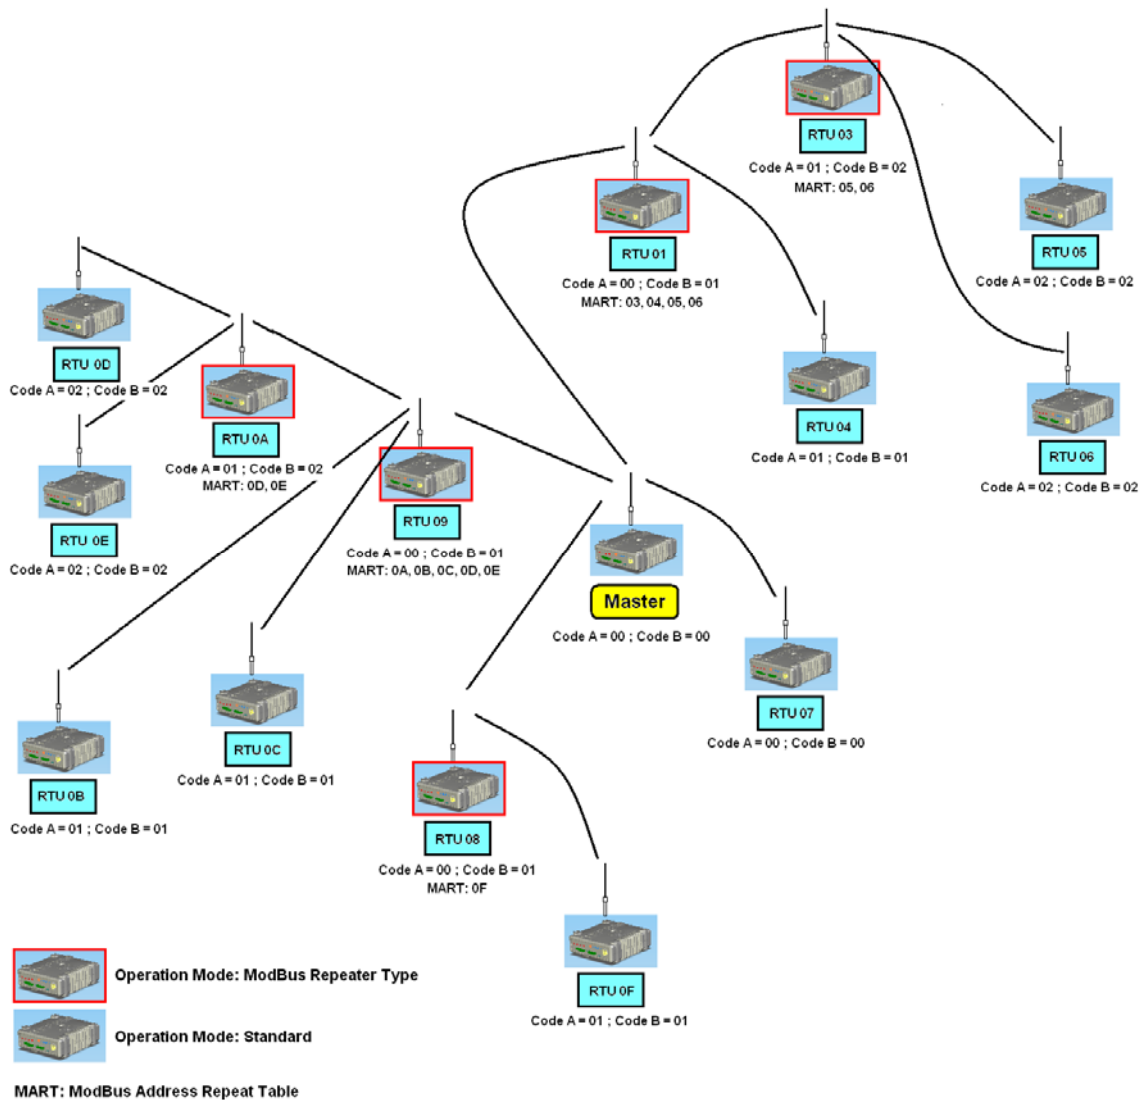 RTU 03
Code A = 01 ; Code B = 02
MART: 05, 06
RTU 01
Code A = 00 ; Code B = 01
MART: 03, 04, 05, 06
RTU 05
Code A = 02 ; Code B = 02
RTU 0D
Code A = 02 ; Code B = 02
RTU 0A
Code A = 01 ; Code B = 02
MART: 0D, 0E
RTU 04
Code A = 01 ; Code B = 01
RTU 06
Code A = 02 ; Code B = 02
RTU 0E
Code A = 02 ; Code B = 02
RTU 09
Code A = 00 ; Code B = 01
MART: 0A, 0B, 0C, 0D, 0E
Master
Code A = 00 ; Code B = 00
RTU 07
Code A = 00 ; Code B = 00
RTU 0C
Code A = 01 ; Code B = 01
RTU 0B
Code A = 01 ; Code B = 01
RTU 08
Code A = 00 ; Code B = 01
MART: 0F
RTU 0F
Code A = 01 ; Code B = 01
Operation Mode: ModBus Repeater Type
Operation Mode: Standard
MART: ModBus Address Repeat Table